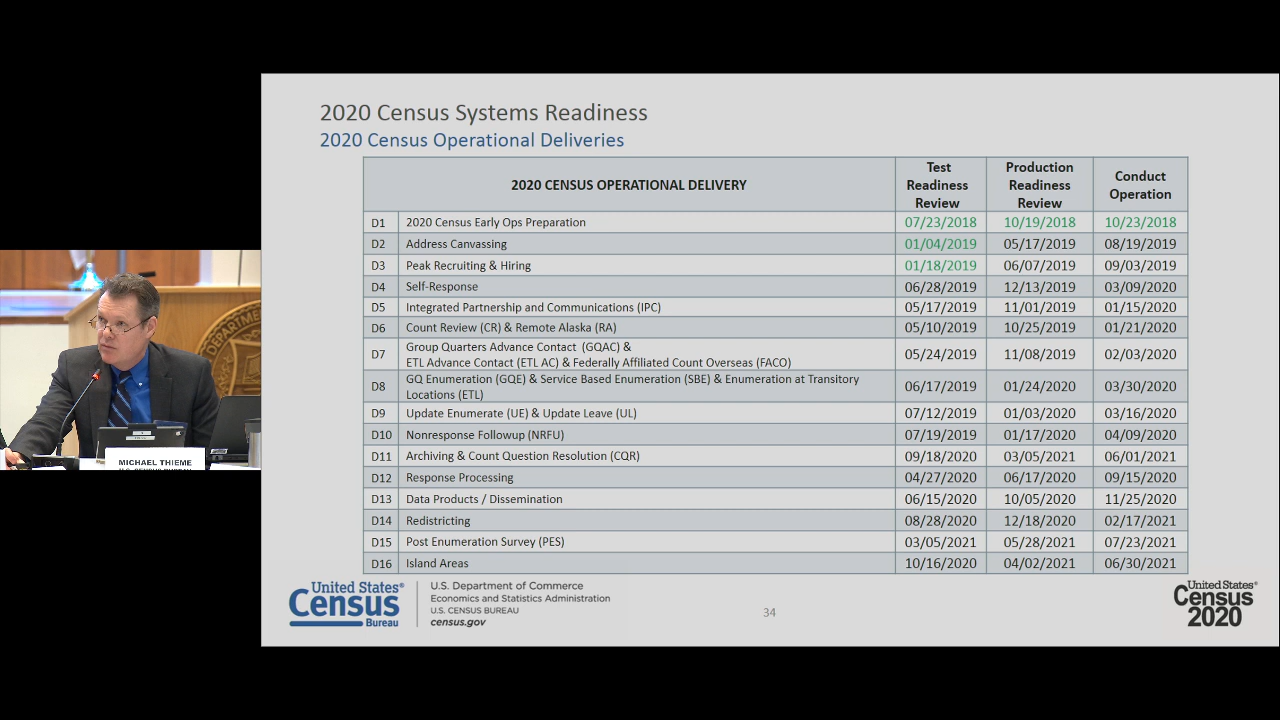 2020 Census Systems Readiness
2020 Census Operational Deliveries
2020 CENSUS OPERATIONAL DELIVERY
Test
Readiness
Review
Production
Readiness
Review
Conduct
Operation
D1 2020 Census Early Ops Preparation 07/23/2018 10/19/2018 10/23/2018
D2 Address Canvassing 01/04/2019 05/17/2019 08/19/2019
D3 Peak Recruiting & Hiring 01/18/2019 06/07/2019 09/03/2019
D4 Self-Response 06/28/2019 12/13/2019 03/09/2020
D5 Integrated Partnership and Communications (IPC) 05/17/2019 11/01/2019 01/15/2020
D6 Count Review (CR) & Remote Alaska (RA) 05/10/2019 10/25/2019 01/21/2020
D7 Group Quarters Advance Contact (GQAC) &
ETL Advance Contact (ETL AC) & Federally Affiliated Count Overseas (FACO) 05/24/2019 11/08/2019 02/03/2020
D8 GQ Enumeration (GQE) & Service Based Enumeration (SBE) & Enumeration at Transitory
Locations (ETL) 06/17/2019 01/24/2020 03/30/2020
D9 Update Enumerate (UE) & Update Leave (UL) 07/12/2019 01/03/2020 03/16/2020
D10 Nonresponse Followup (NRFU) 07/19/2019 01/17/2020 04/09/2020
D11 Archiving & Count Question Resolution (CQR) 09/18/2020 03/05/2021 06/01/2021
D12 Response Processing 04/27/2020 06/17/2020 09/15/2020
D13 Data Products / Dissemination 06/15/2020 10/05/2020 11/25/2020
D14 Redistricting 08/28/2020 12/18/2020 02/17/2021
D15 Post Enumeration Survey (PES) 03/05/2021 05/28/2021 07/23/2021
D16 Island Areas 10/16/2020 04/02/2021 06/30/2021
United States®
Census
Bureau
U.S. Department of Commerce
Economics and Statistics Administration
U.S. CENSUS BUREAU
census.gov
34
United States®
Census
2020
MICHAEL THIEME
U.S. CENSUS BUREAU